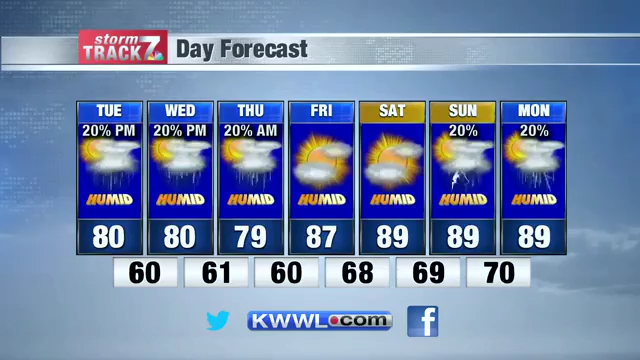 storm
TRACK 7 Day Forecast
TUE WED THU FRI SAT SUN MON
20% PM 20% PM 20% AM 20% 20%
HUMID HUMID HUMID HUMID HUMID HUMID HUMID
80 80 79 87 89 89 89
60 61 60 68 69 70
KWWL.com f